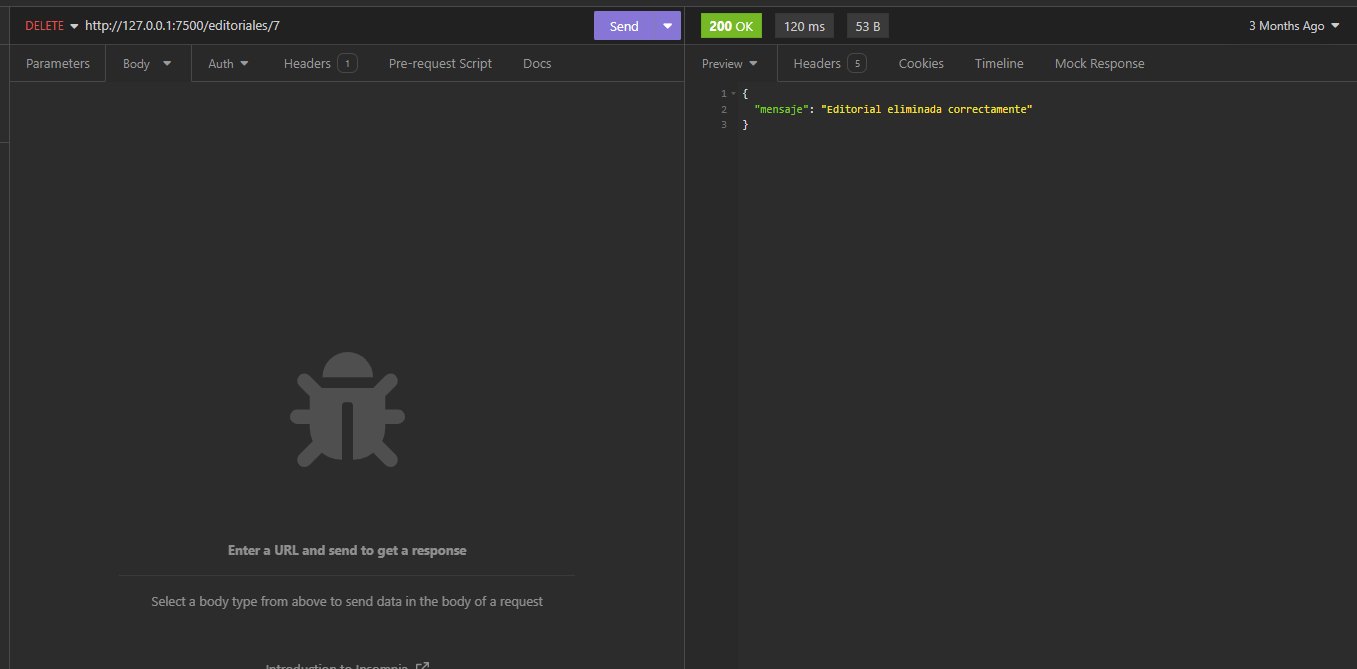 DELETE http://127.0.0.1:7500/editoriales/7 Send
200 OK 120 ms 53 B 3 Months Ago
Parameters Body Auth Headers 1 Pre-request Script Docs
Preview Headers 5 Cookies Timeline Mock Response
1 {
2 "mensaje": "Editorial eliminada correctamente"
3 }
Enter a URL and send to get a response
Select a body type from above to send data in the body of a request
Introduction to Insomnia